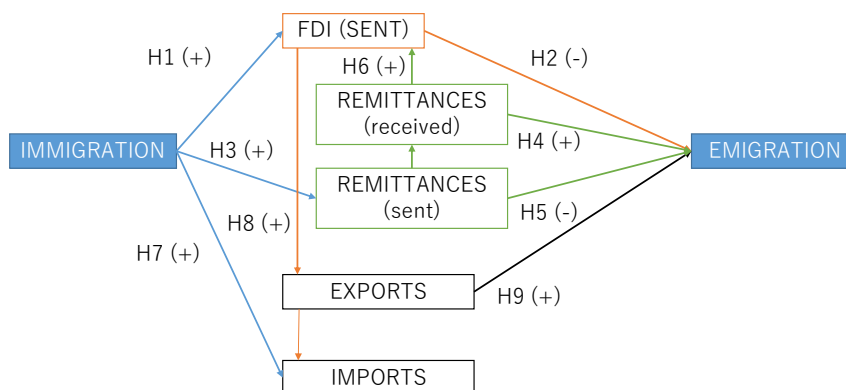 FDI (SENT)
H1 (+)
H6 (+)
H2 (-)
REMITTANCES
(received)
IMMIGRATION
H3 (+)
H4 (+)
EMIGRATION
REMITTANCES
(sent)
H8 (+)
H5 (-)
H7 (+)
EXPORTS
H9 (+)
IMPORTS